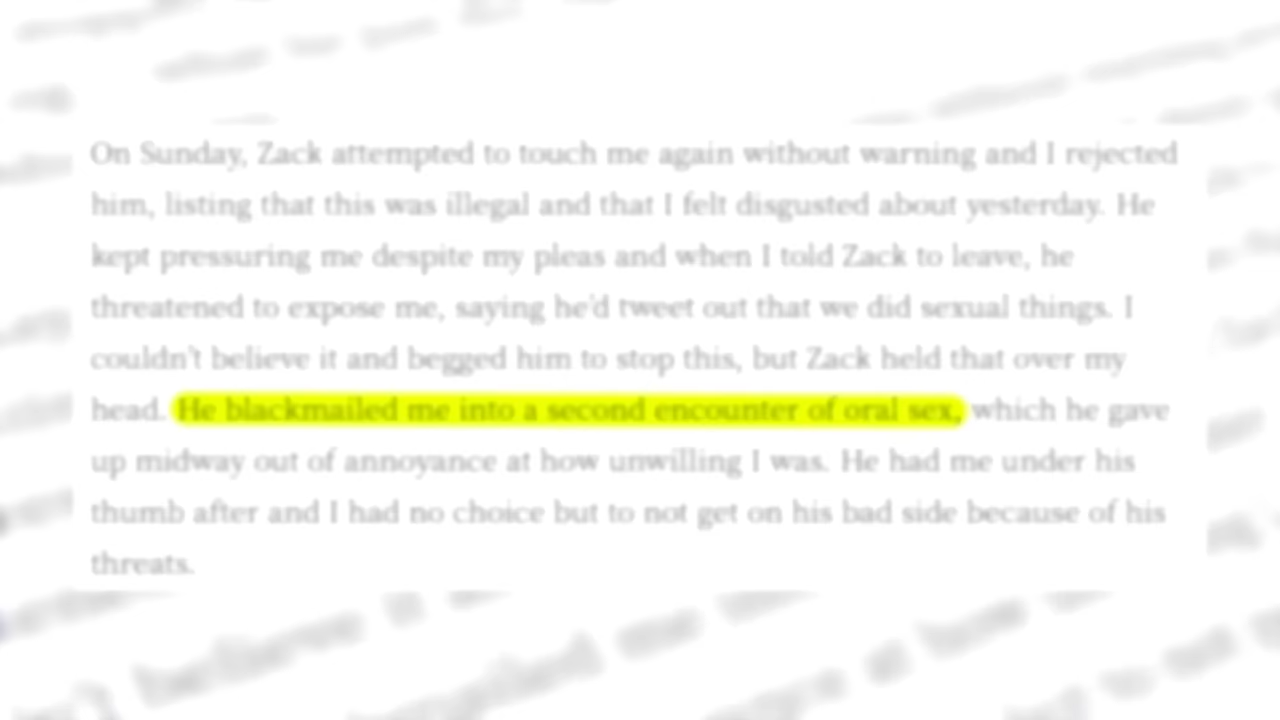 On Sunday, Zack attempted to touch me again without warning and I rejected
him, listing that this was illegal and that I felt disgusted about yesterday. He
kept pressuring me despite my pleas and when I told Zack to leave, he
threatened to expose me, saying he'd tweet out that we did sexual things. I
couldn't believe it and begged him to stop this, but Zack held that over my
head. He blackmailed me into a second encounter of oral sex, which he gave
up midway out of annoyance at how unwilling I was. He had me under his
thumb after and I had no choice but to not get on his bad side because of his
threats.